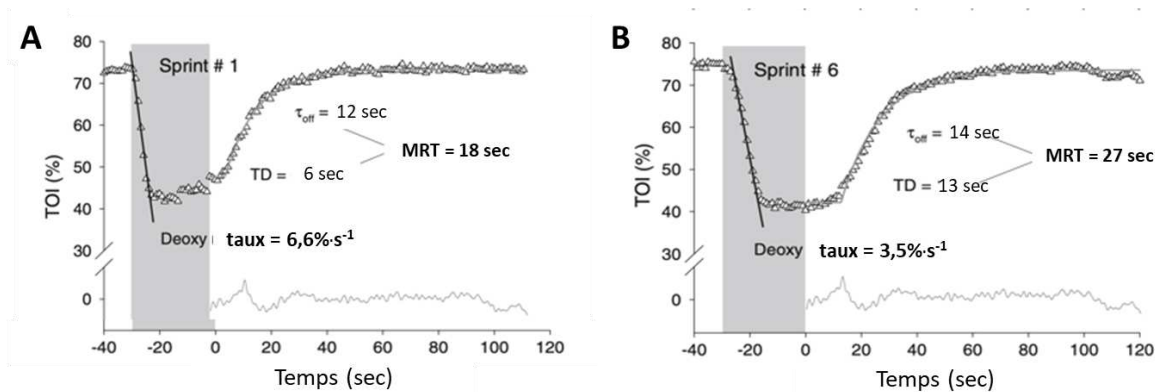 A
TOI (%)
80
70
60
50
40
30
0
Sprint # 1
τoff = 12 sec
MRT = 18 sec
TD = 6 sec
Deoxy taux = 6,6%·s-1
-40 -20 0 20 40 60 80 100 120
Temps (sec)
B
TOI (%)
80
70
60
50
40
30
0
Sprint # 6
τoff = 14 sec
MRT = 27 sec
TD = 13 sec
Deoxy taux = 3,5%·s-1
-40 -20 0 20 40 60 80 100 120
Temps (sec)